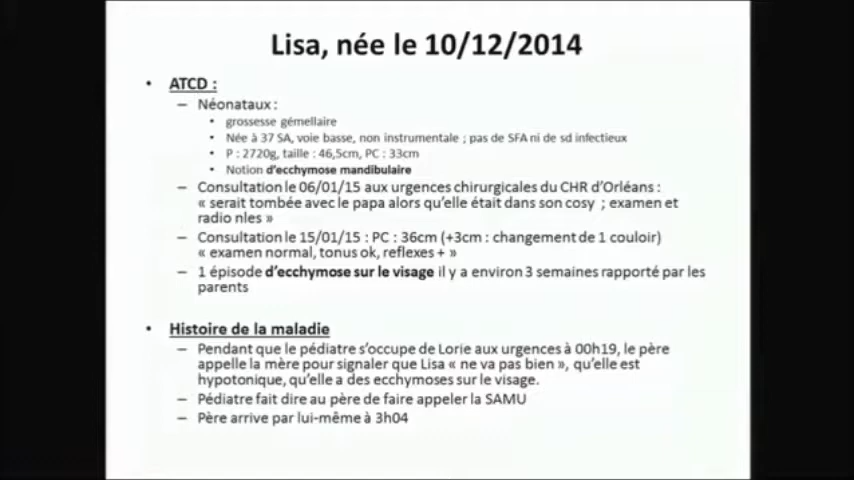 Lisa, née le 10/12/2014
• ATCD :
– Néonataux :
• grossesse gémellaire
• Née à 37 SA, voie basse, non instrumentale ; pas de SFA ni de sd infectieux
• P : 2720g, taille : 46,5cm, PC : 33cm
• Notion d'ecchymose mandibulaire
– Consultation le 06/01/15 aux urgences chirurgicales du CHR d'Orléans :
« serait tombée avec le papa alors qu'elle était dans son cosy ; examen et
radio nles »
– Consultation le 15/01/15 : PC : 36cm (+3cm : changement de 1 couloir)
« examen normal, tonus ok, reflexes + »
– 1 épisode d'ecchymose sur le visage il y a environ 3 semaines rapporté par les
parents
• Histoire de la maladie
– Pendant que le pédiatre s'occupe de Lorie aux urgences à 00h19, le père
appelle la mère pour signaler que Lisa « ne va pas bien », qu'elle est
hypotonique, qu'elle a des ecchymoses sur le visage.
– Pédiatre fait dire au père de faire appeler la SAMU
– Père arrive par lui-même à 3h04